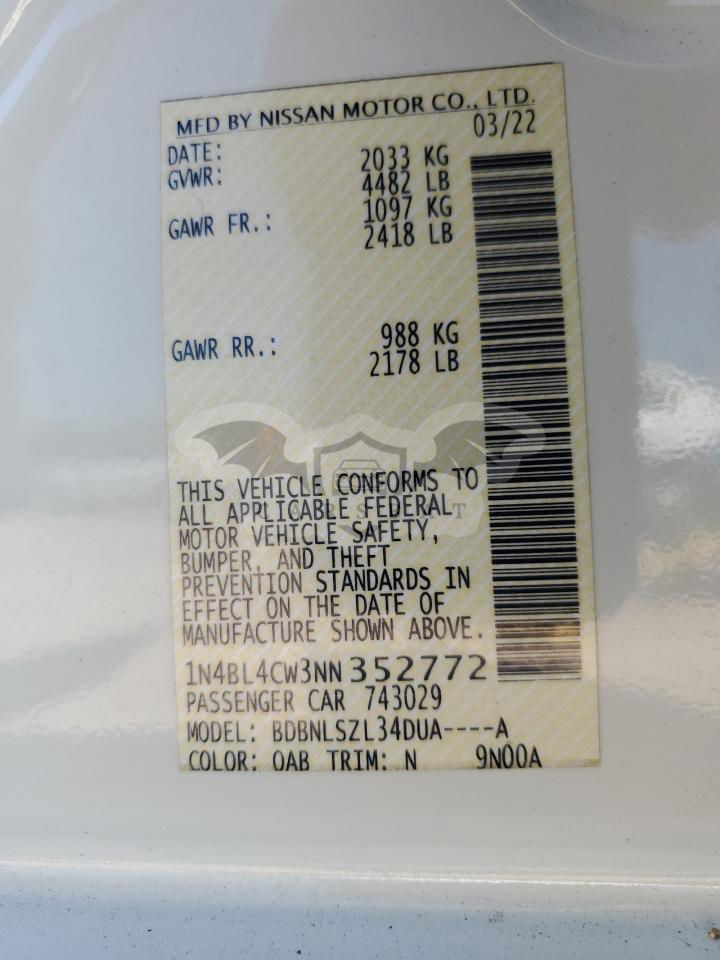 MFD BY NISSAN MOTOR CO., LTD.
DATE: 03/22
GVWR: 2033 KG
4482 LB
GAWR FR.: 1097 KG
2418 LB
GAWR RR.: 988 KG
2178 LB
THIS VEHICLE CONFORMS TO
ALL APPLICABLE FEDERAL
MOTOR VEHICLE SAFETY,
BUMPER, AND THEFT
PREVENTION STANDARDS IN
EFFECT ON THE DATE OF
MANUFACTURE SHOWN ABOVE.
1N4BL4CW3NN352772
PASSENGER CAR 743029
MODEL: BDBNLSZL34DUA----A
COLOR: QAB TRIM: N 9N00A